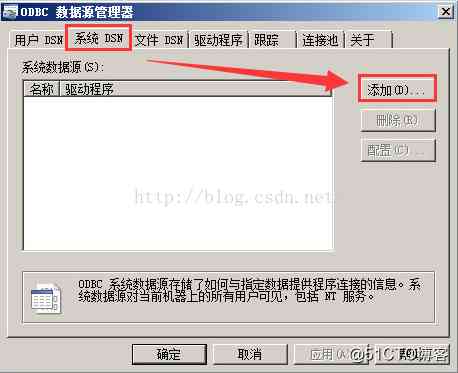 ODBC 数据源管理器
用户 DSN 系统 DSN 文件 DSN 驱动程序 跟踪 连接池 关于
系统数据源(S):
名称 驱动程序
添加(D)...
删除(R)
配置(C)...
http://blog.csdn.net
ODBC 系统数据源存储了如何与指定数据提供程序连接的信息。系
统数据源对当前机器上的所有用户可见，包括 NT 服务。
确定 取消 应用(A) 帮助
@51CTO博客